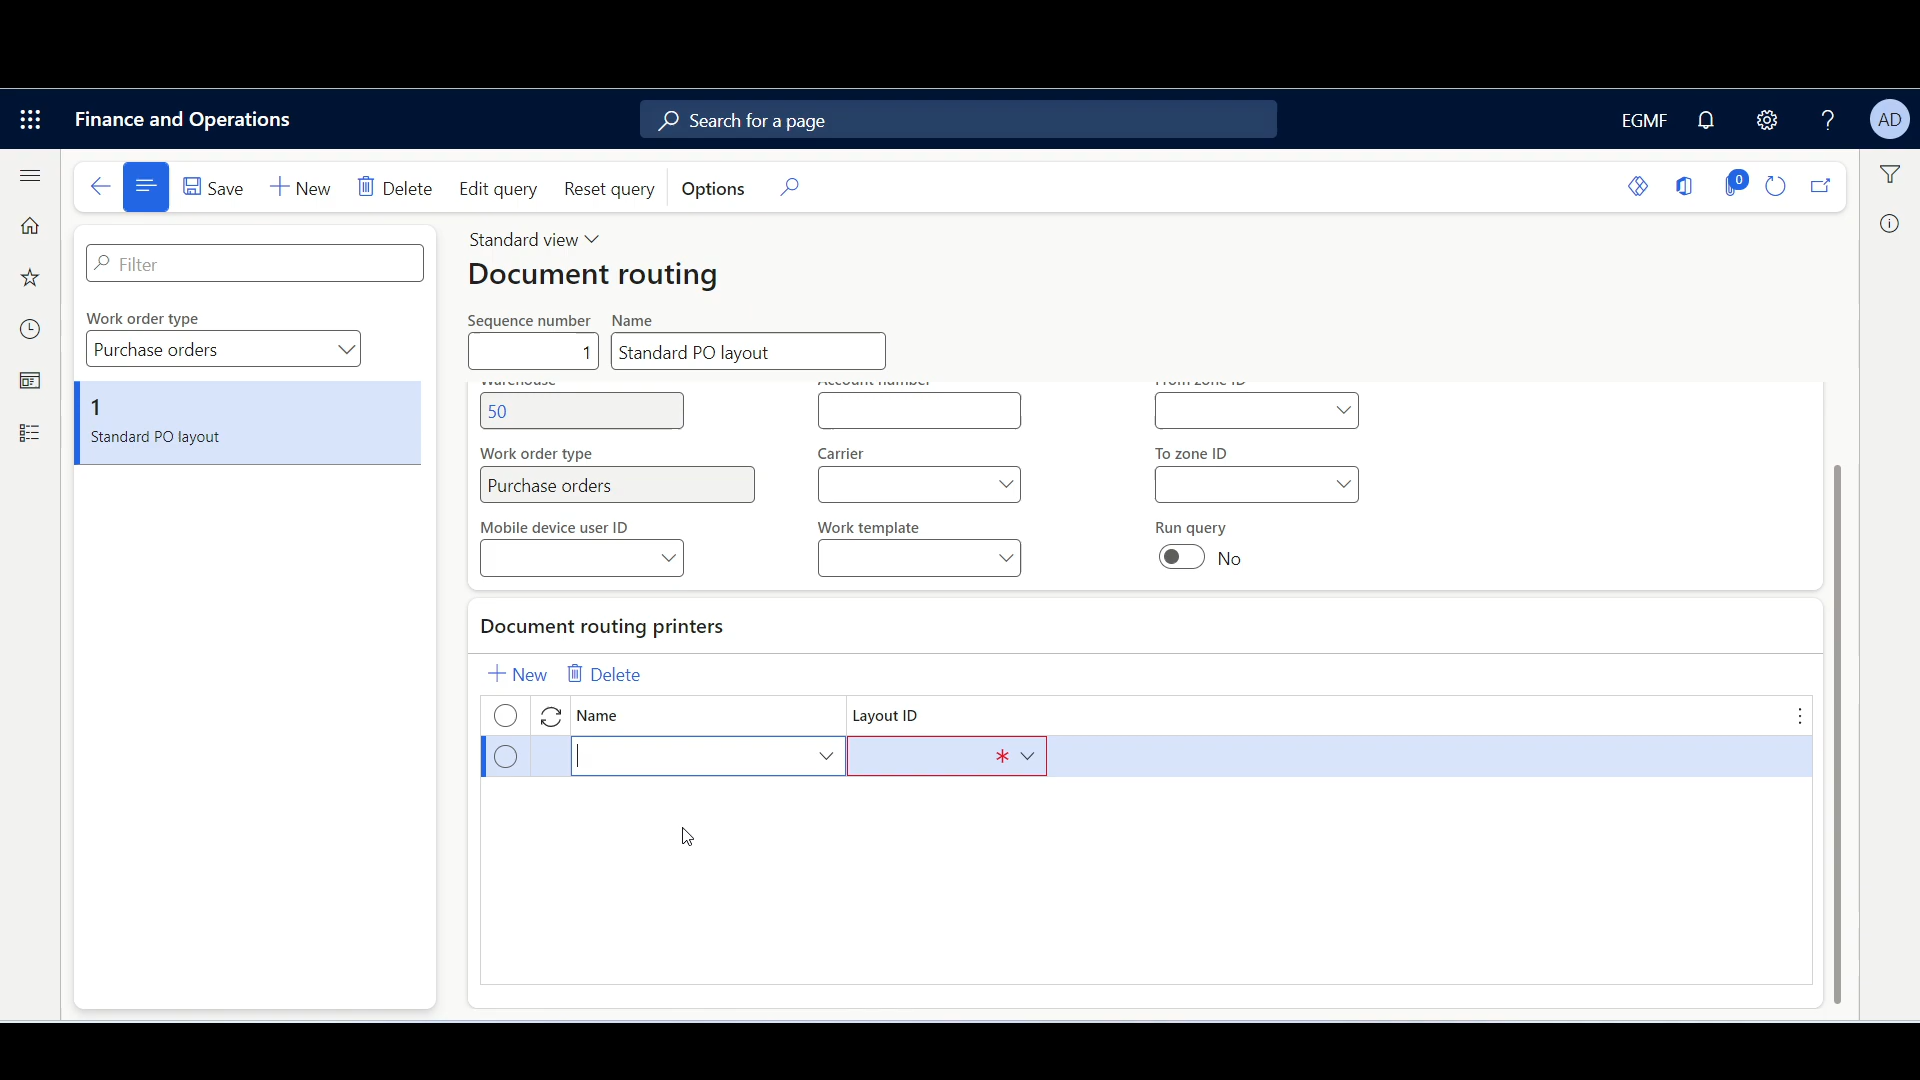 Finance and Operations
Search for a page
EGMF
?
AD
Save
New
Delete
Edit query
Reset query
Options
0
Filter
Work order type
Purchase orders
1
Standard PO layout
Standard view
Document routing
Sequence number
Name
1
Standard PO layout
50
Work order type
Carrier
To zone ID
Purchase orders
Mobile device user ID
Work template
Run query
No
Document routing printers
New
Delete
Name
Layout ID
*